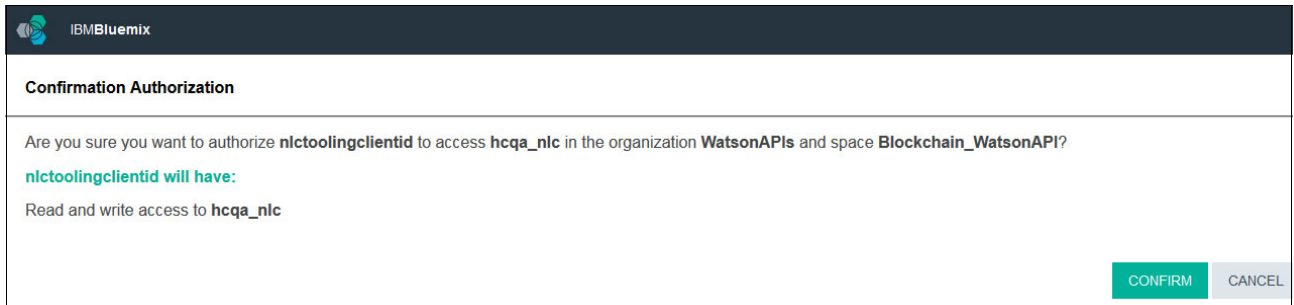 IBMBluemix
Confirmation Authorization
Are you sure you want to authorize nlctoolingclientid to access hcqa_nlc in the organization WatsonAPIs and space Blockchain_WatsonAPI?
nlctoolingclientid will have:
Read and write access to hcqa_nlc
CONFIRM CANCEL